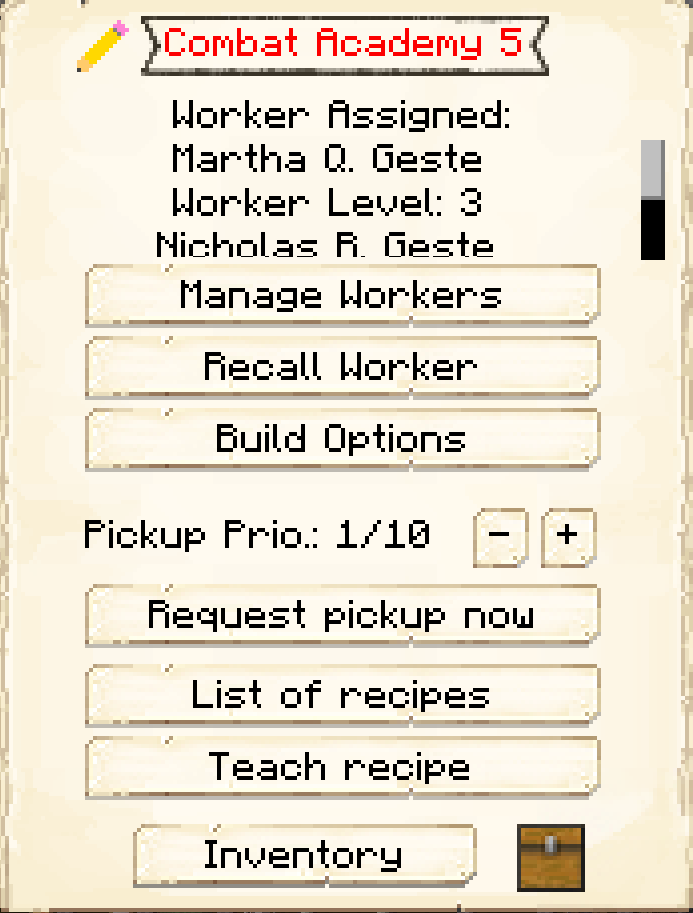 Combat Academy 5
Worker Assigned:
Martha Q. Geste
Worker Level: 3
Nicholas R. Geste
Manage Workers
Recall Worker
Build Options
Pickup Prio.: 1/10 - +
Request pickup now
List of recipes
Teach recipe
Inventory